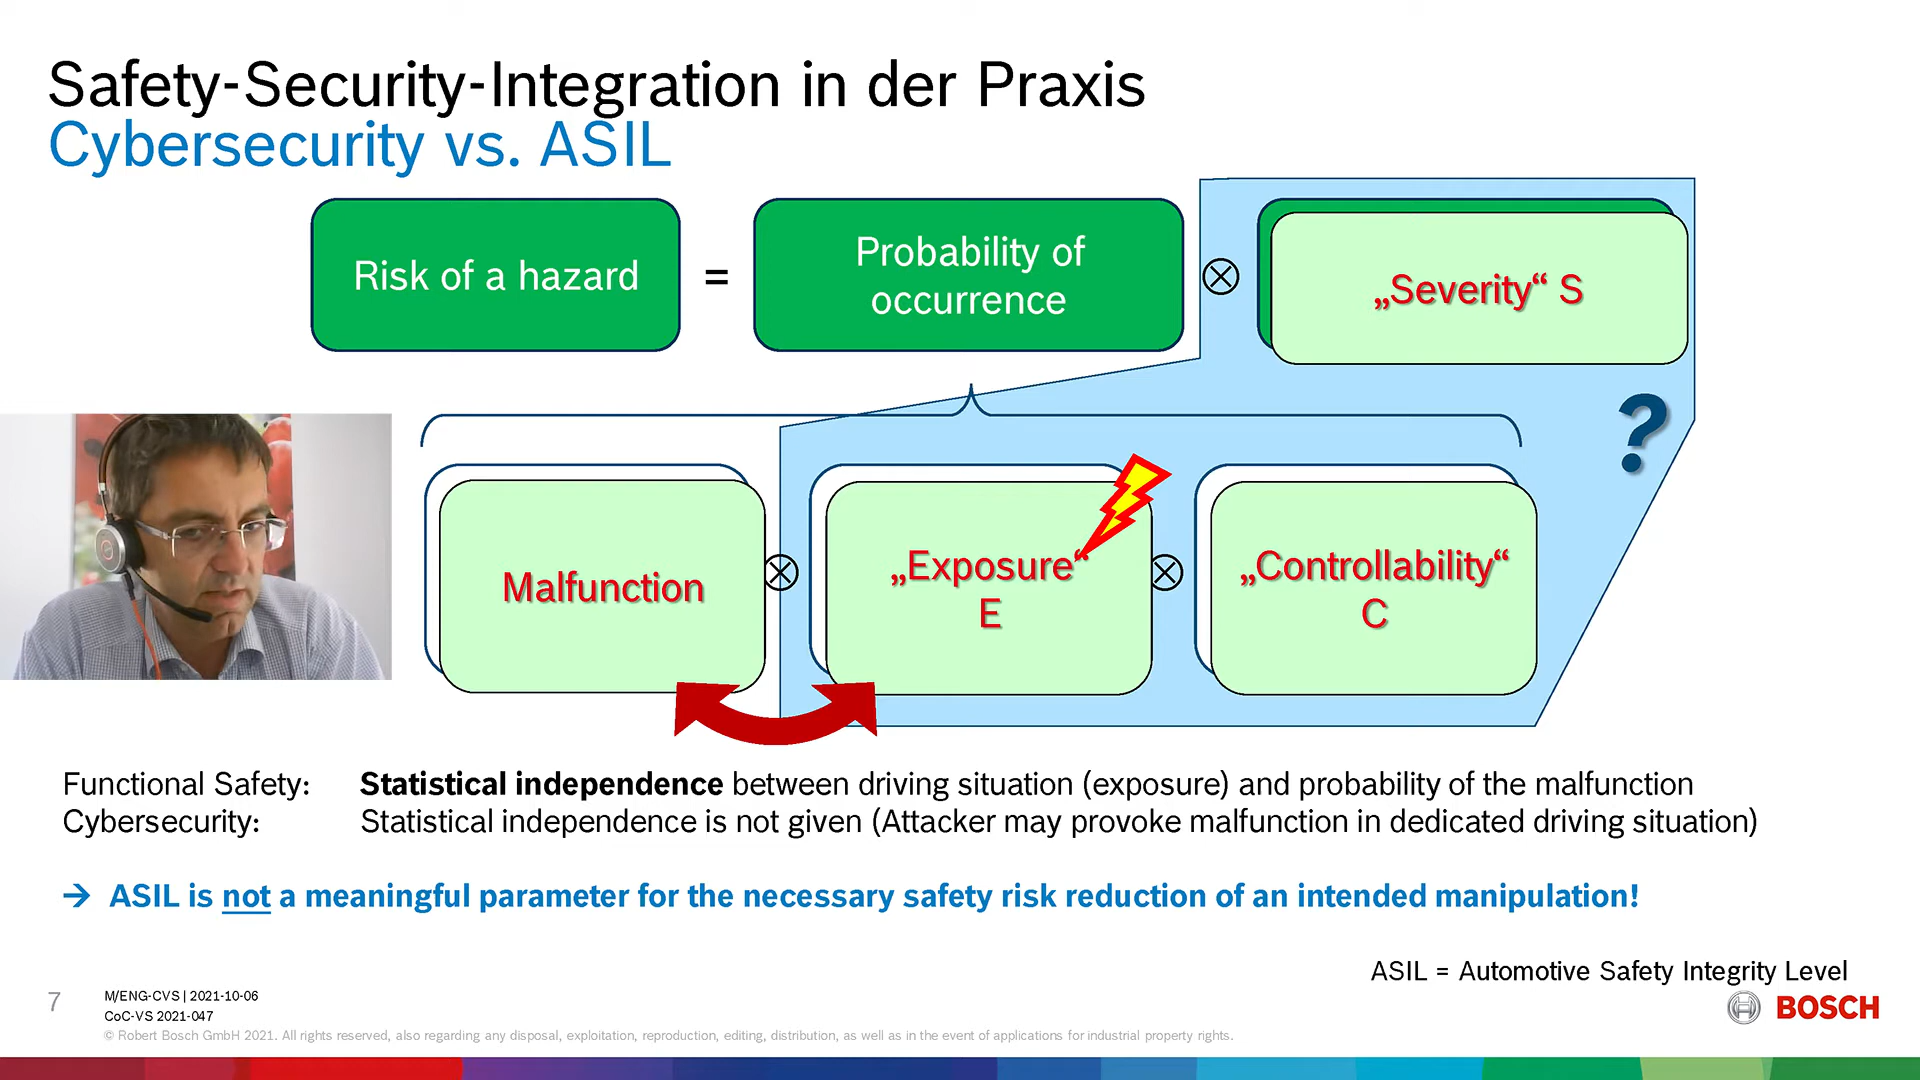 Safety-Security-Integration in der Praxis
Cybersecurity vs. ASIL
Risk of a hazard
=
Probability of
occurrence
⊗
„Severity“ S
?
Malfunction
⊗
„Exposure“
E
⊗
„Controllability“
C
Functional Safety: Statistical independence between driving situation (exposure) and probability of the malfunction
Cybersecurity: Statistical independence is not given (Attacker may provoke malfunction in dedicated driving situation)
→ ASIL is not a meaningful parameter for the necessary safety risk reduction of an intended manipulation!
ASIL = Automotive Safety Integrity Level
7
M/ENG-CVS | 2021-10-06
CoC-VS 2021-047
© Robert Bosch GmbH 2021. All rights reserved, also regarding any disposal, exploitation, reproduction, editing, distribution, as well as in the event of applications for industrial property rights.
BOSCH